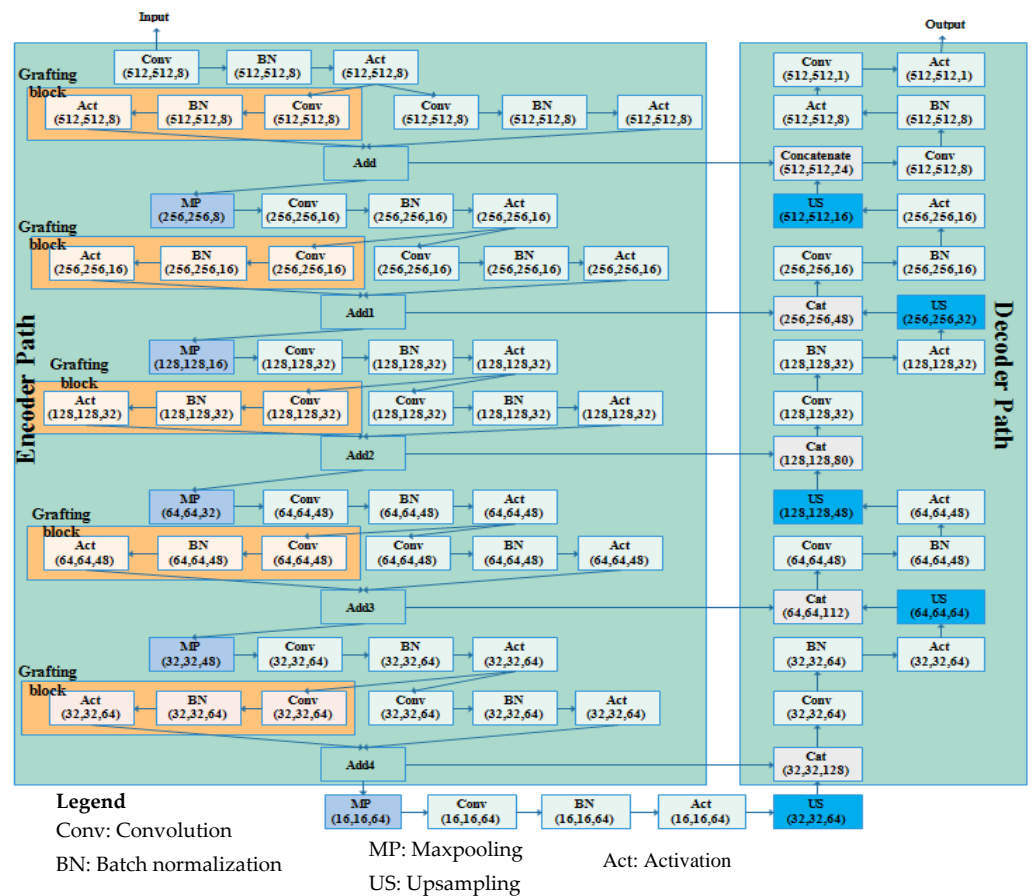 Input
Output
Conv
(512,512,8)
BN
(512,512,8)
Act
(512,512,8)
Grafting
block
Act
(512,512,8)
BN
(512,512,8)
Conv
(512,512,8)
Conv
(512,512,8)
BN
(512,512,8)
Act
(512,512,8)
Add
MP
(256,256,8)
Conv
(256,256,16)
BN
(256,256,16)
Act
(256,256,16)
Grafting
block
Act
(256,256,16)
BN
(256,256,16)
Conv
(256,256,16)
Conv
(256,256,16)
BN
(256,256,16)
Act
(256,256,16)
Add1
MP
(128,128,16)
Conv
(128,128,32)
BN
(128,128,32)
Act
(128,128,32)
Grafting
block
Act
(128,128,32)
BN
(128,128,32)
Conv
(128,128,32)
Conv
(128,128,32)
BN
(128,128,32)
Act
(128,128,32)
Add2
MP
(64,64,32)
Conv
(64,64,48)
BN
(64,64,48)
Act
(64,64,48)
Grafting
block
Act
(64,64,48)
BN
(64,64,48)
Conv
(64,64,48)
Conv
(64,64,48)
BN
(64,64,48)
Act
(64,64,48)
Add3
MP
(32,32,48)
Conv
(32,32,64)
BN
(32,32,64)
Act
(32,32,64)
Grafting
block
Act
(32,32,64)
BN
(32,32,64)
Conv
(32,32,64)
Conv
(32,32,64)
BN
(32,32,64)
Act
(32,32,64)
Add4
Encoder Path
MP
(16,16,64)
Conv
(16,16,64)
BN
(16,16,64)
Act
(16,16,64)
US
(32,32,64)
Conv
(512,512,1)
Act
(512,512,1)
Act
(512,512,8)
BN
(512,512,8)
Concatenate
(512,512,24)
Conv
(512,512,8)
US
(512,512,16)
Act
(256,256,16)
Conv
(256,256,16)
BN
(256,256,16)
Cat
(256,256,48)
US
(256,256,32)
BN
(128,128,32)
Act
(128,128,32)
Conv
(128,128,32)
Cat
(128,128,80)
US
(128,128,48)
Act
(64,64,48)
Conv
(64,64,48)
BN
(64,64,48)
Cat
(64,64,112)
US
(64,64,64)
BN
(32,32,64)
Act
(32,32,64)
Conv
(32,32,64)
Cat
(32,32,128)
Decoder Path
Legend
Conv: Convolution
BN: Batch normalization
MP: Maxpooling
US: Upsampling
Act: Activation